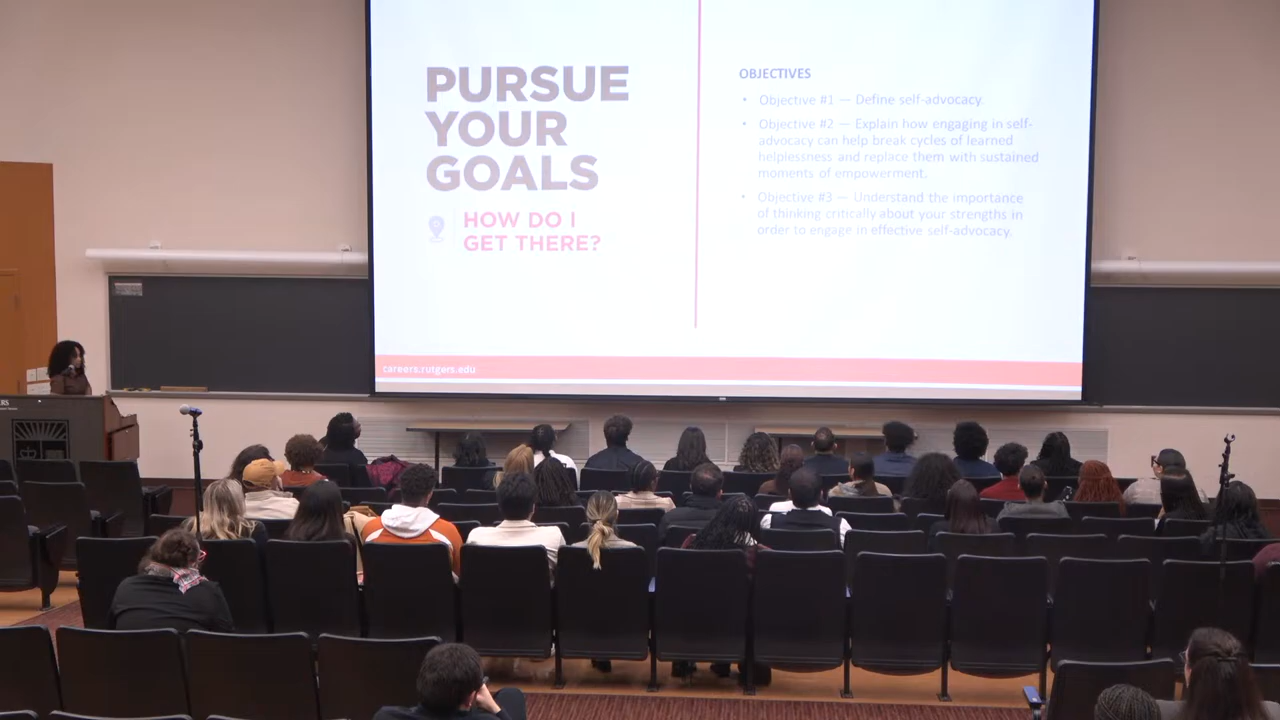 PURSUE
YOUR
GOALS
HOW DO I
GET THERE?
OBJECTIVES
• Objective #1 — Define self-advocacy.
• Objective #2 — Explain how engaging in self-
advocacy can help break cycles of learned
helplessness and replace them with sustained
moments of empowerment.
• Objective #3 — Understand the importance
of thinking critically about your strengths in
order to engage in effective self-advocacy.
careers.rutgers.edu